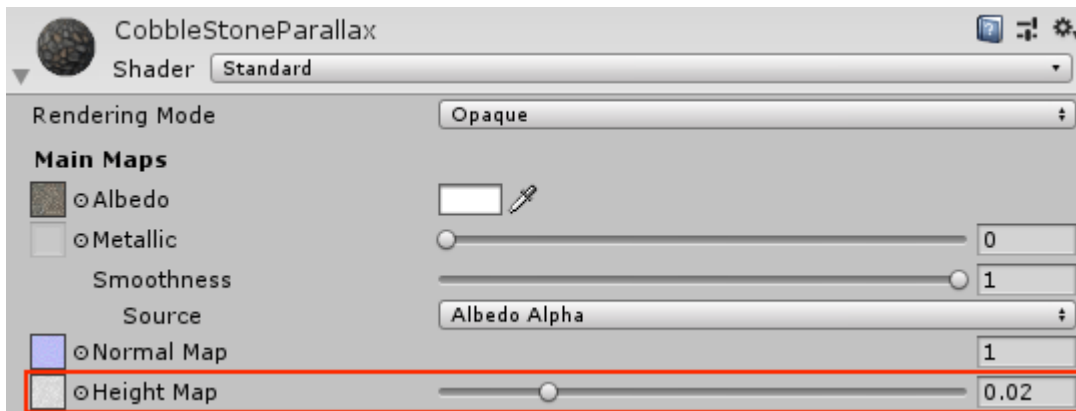 CobbleStoneParallax
Shader Standard
Rendering Mode Opaque
Main Maps
Albedo
Metallic 0
Smoothness 1
Source Albedo Alpha
Normal Map 1
Height Map 0.02